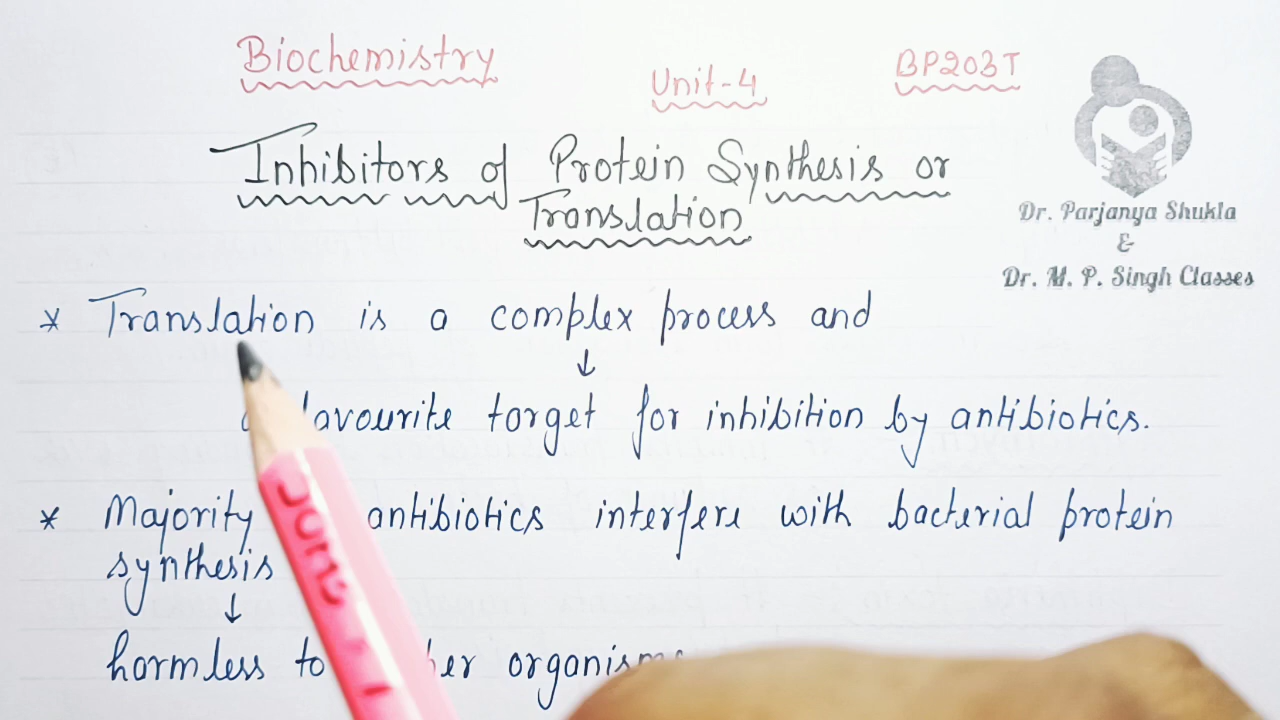 Biochemistry
Unit-4
BP203T
Inhibitors of Protein Synthesis or
Translation
Dr. Parjanya Shukla
&
Dr. M. P. Singh Classes
* Translation is a complex process and
↓
favourite target for inhibition by antibiotics.
* Majority antibiotics interfere with bacterial protein
synthesis
↓
harmless to organisms